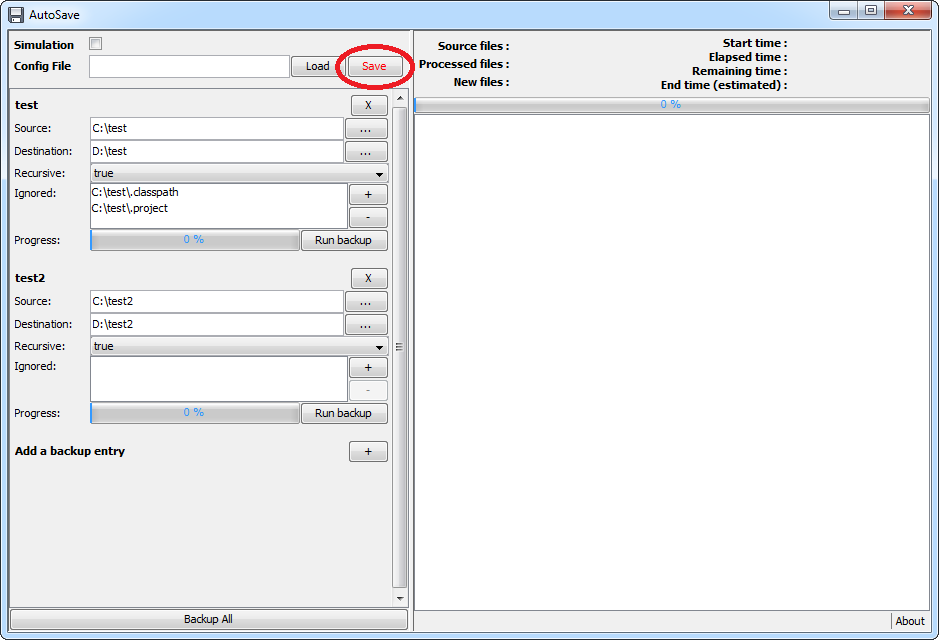 AutoSave
Simulation
Config File Load Save
test X
Source: C:\test ...
Destination: D:\test ...
Recursive: true
Ignored: C:\test\.classpath +
C:\test\.project -
Progress: 0 % Run backup
test2 X
Source: C:\test2 ...
Destination: D:\test2 ...
Recursive: true
Ignored: +
-
Progress: 0 % Run backup
Add a backup entry +
Backup All
Source files :
Processed files :
New files :
Start time :
Elapsed time :
Remaining time :
End time (estimated) :
0 %
About